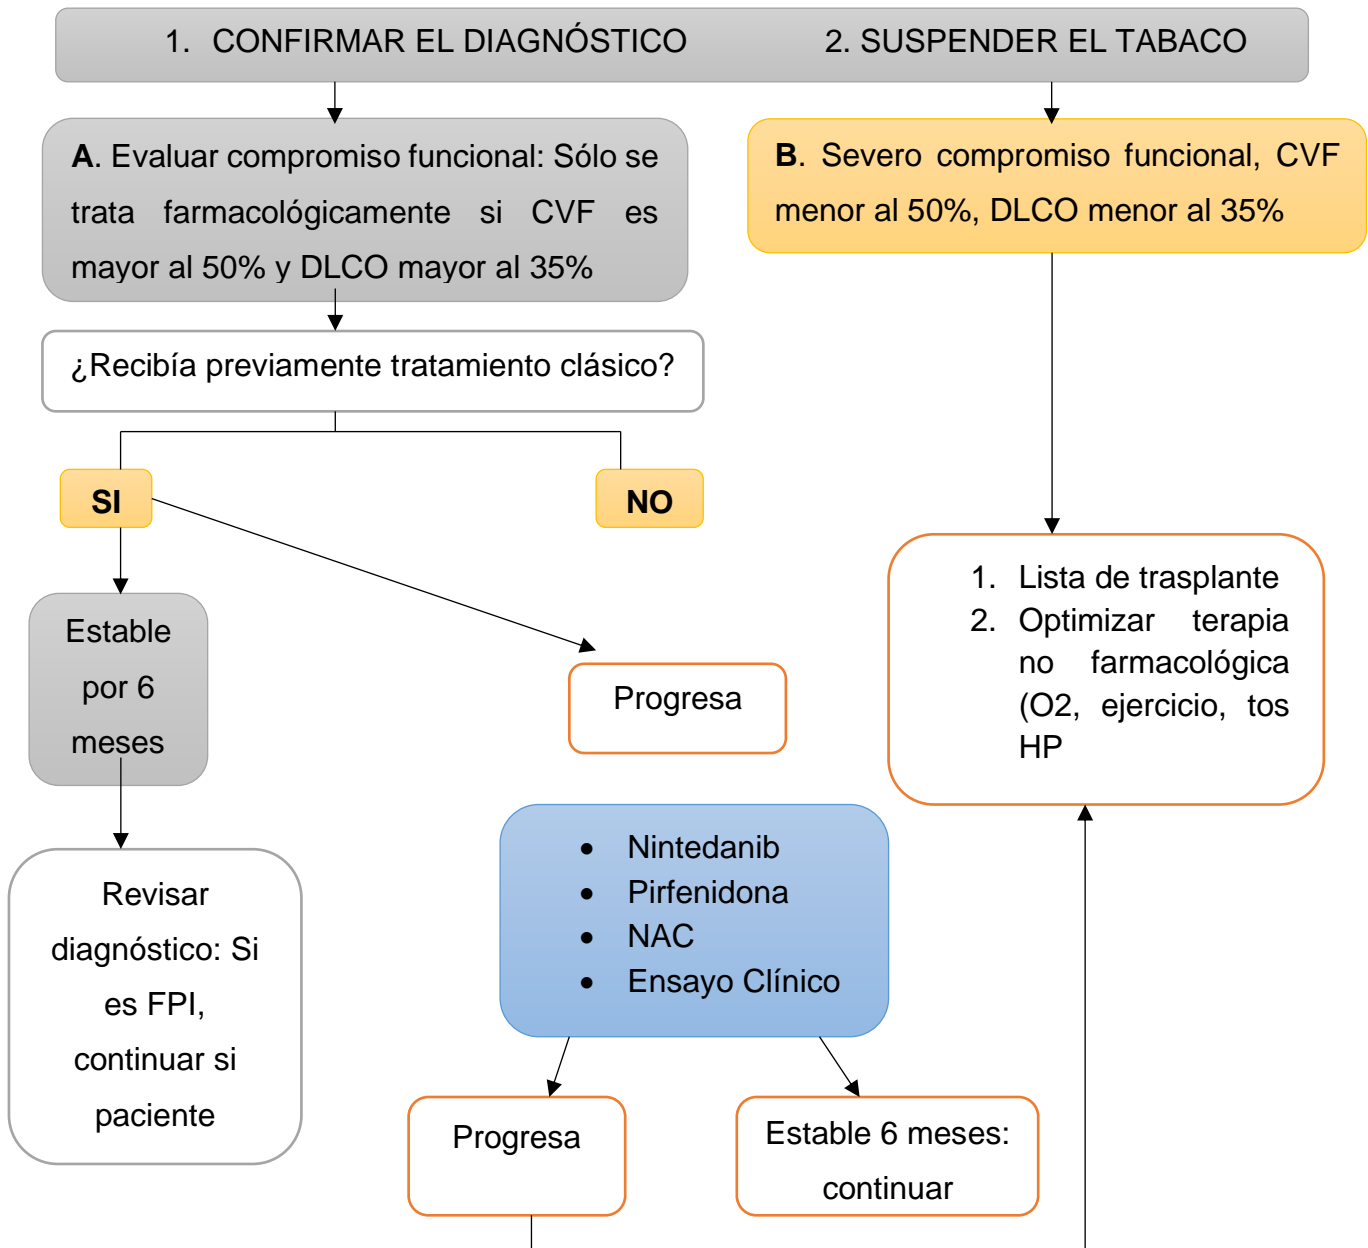 1. CONFIRMAR EL DIAGNÓSTICO 2. SUSPENDER EL TABACO
A. Evaluar compromiso funcional: Sólo se
trata farmacológicamente si CVF es
mayor al 50% y DLCO mayor al 35%
B. Severo compromiso funcional, CVF
menor al 50%, DLCO menor al 35%
¿Recibía previamente tratamiento clásico?
SI
NO
Estable
por 6
meses
Progresa
1. Lista de trasplante
2. Optimizar terapia
no farmacológica
(O2, ejercicio, tos
HP
Revisar
diagnóstico: Si
es FPI,
continuar si
paciente
• Nintedanib
• Pirfenidona
• NAC
• Ensayo Clínico
Progresa
Estable 6 meses:
continuar